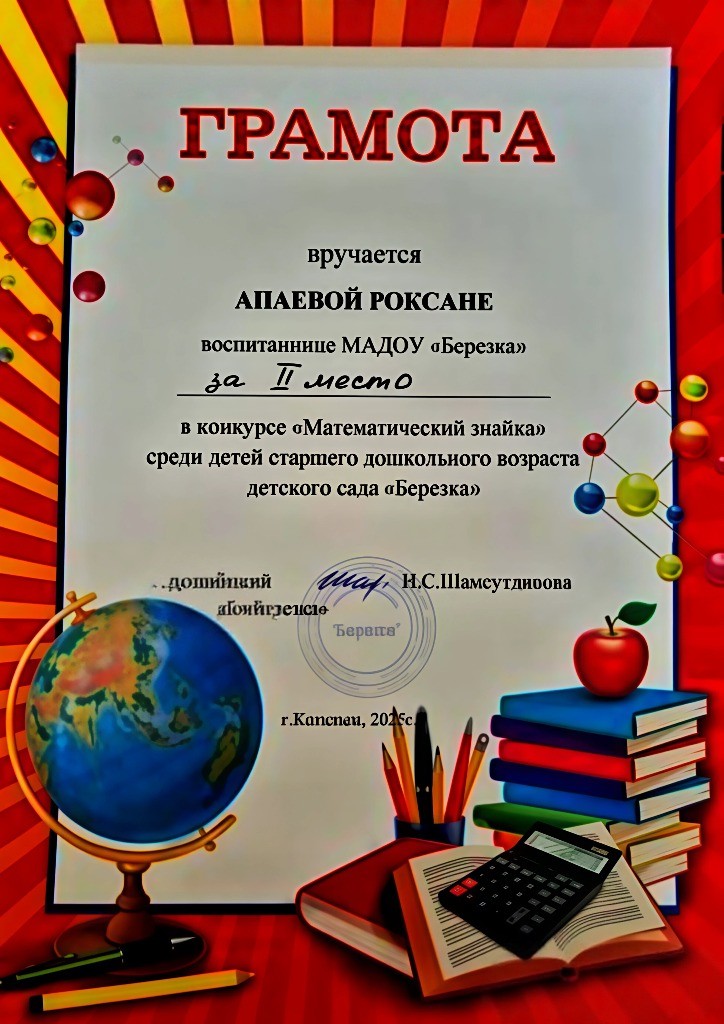 ГРАМОТА
вручается
АПАЕВОЙ РОКСАНЕ
воспитаннице МАДОУ «Березка»
за II место
в конкурсе «Математический знайка»
среди детей старшего дошкольного возраста
детского сада «Березка»
Шам,